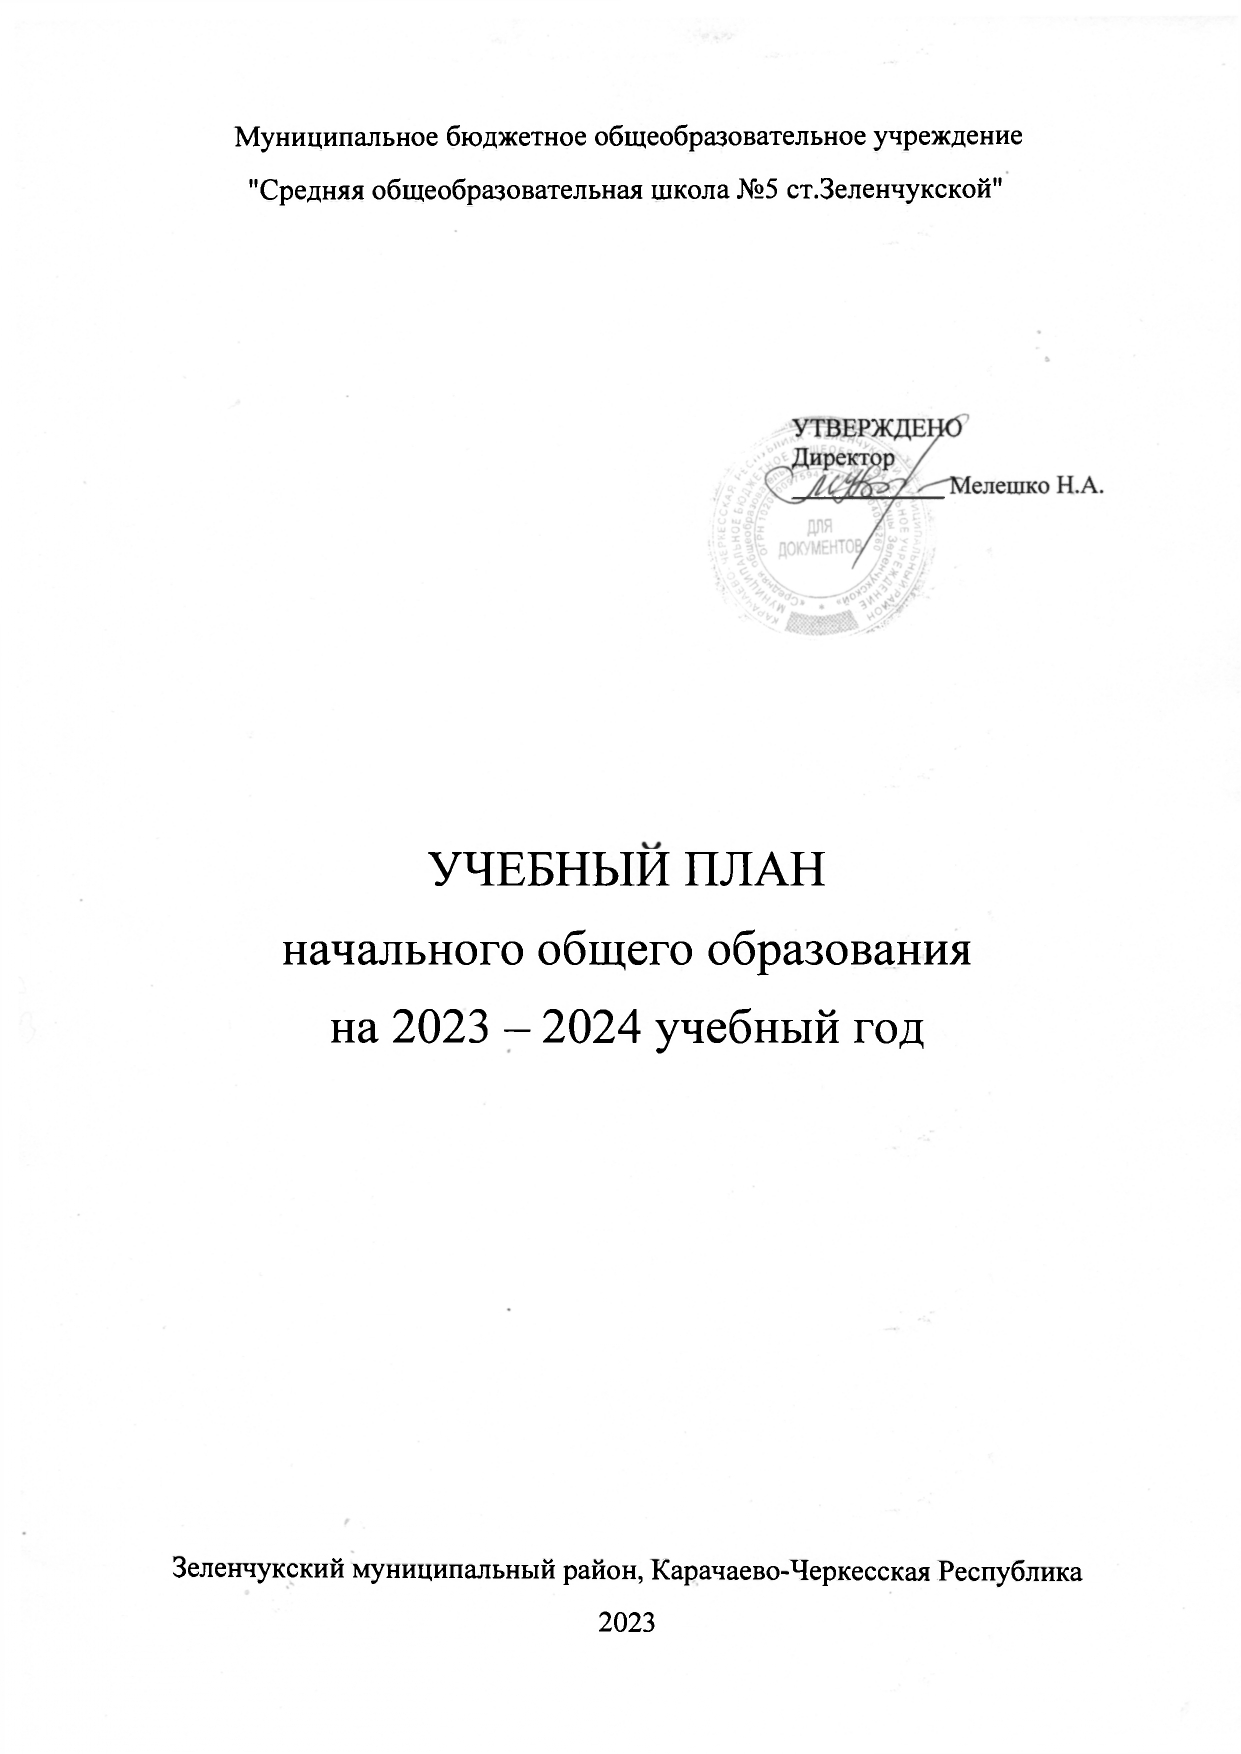 Муниципальное бюджетное общеобразовательное учреждение
"Средняя общеобразовательная школа №5 ст.Зеленчукской"
УТВЕРЖДЕНО
Директор
Мелешко Н.А.
ДЛЯ
ДОКУМЕНТОВ
УЧЕБНЫЙ ПЛАН
начального общего образования
на 2023 – 2024 учебный год
Зеленчукский муниципальный район, Карачаево-Черкесская Республика
2023